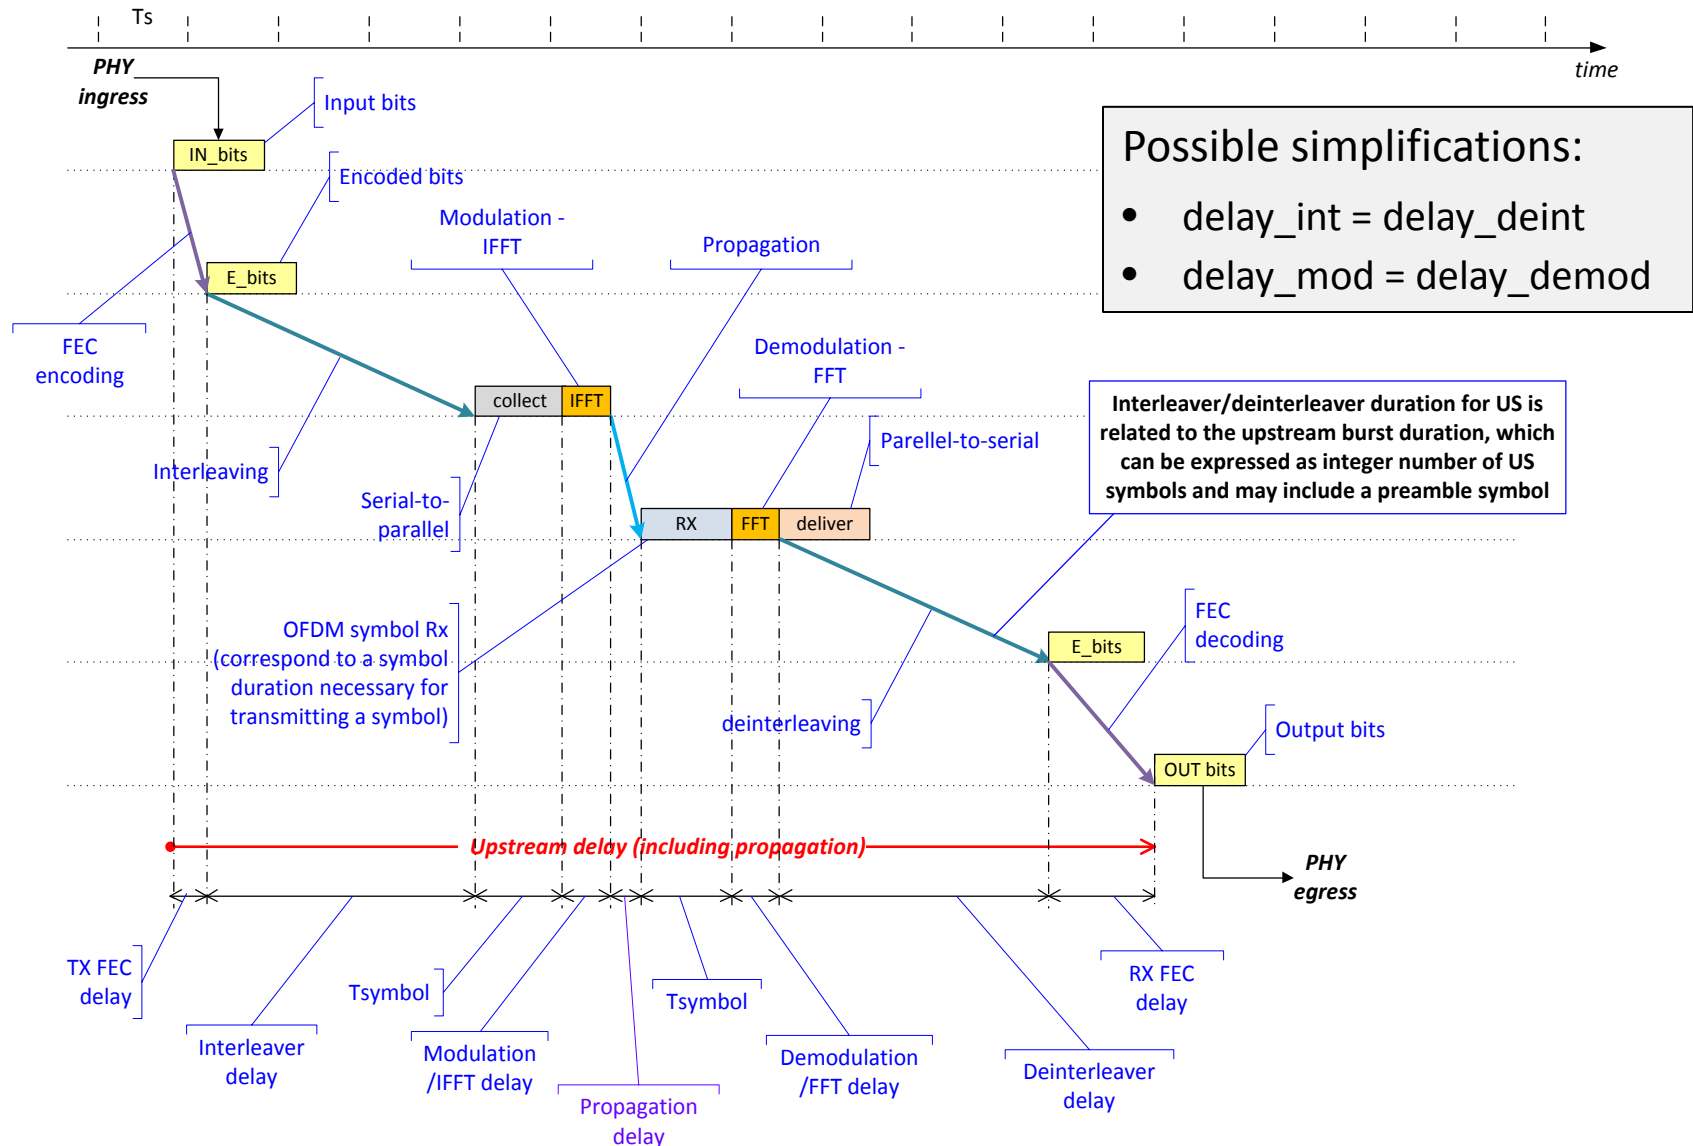 Ts
time
PHY
ingress
Input bits
IN_bits
Possible simplifications:
• delay_int = delay_deint
• delay_mod = delay_demod
Encoded bits
Modulation -
IFFT
Propagation
E_bits
FEC
encoding
Demodulation -
FFT
collect
IFFT
Interleaver/deinterleaver duration for US is
related to the upstream burst duration, which
can be expressed as integer number of US
symbols and may include a preamble symbol
Parellel-to-serial
Interleaving
Serial-to-
parallel
RX
FFT
deliver
OFDM symbol Rx
(correspond to a symbol
duration necessary for
transmitting a symbol)
FEC
decoding
E_bits
deinterleaving
Output bits
OUT bits
Upstream delay (including propagation)
PHY
egress
TX FEC
delay
Tsymbol
Tsymbol
RX FEC
delay
Interleaver
delay
Modulation
/IFFT delay
Demodulation
/FFT delay
Deinterleaver
delay
Propagation
delay